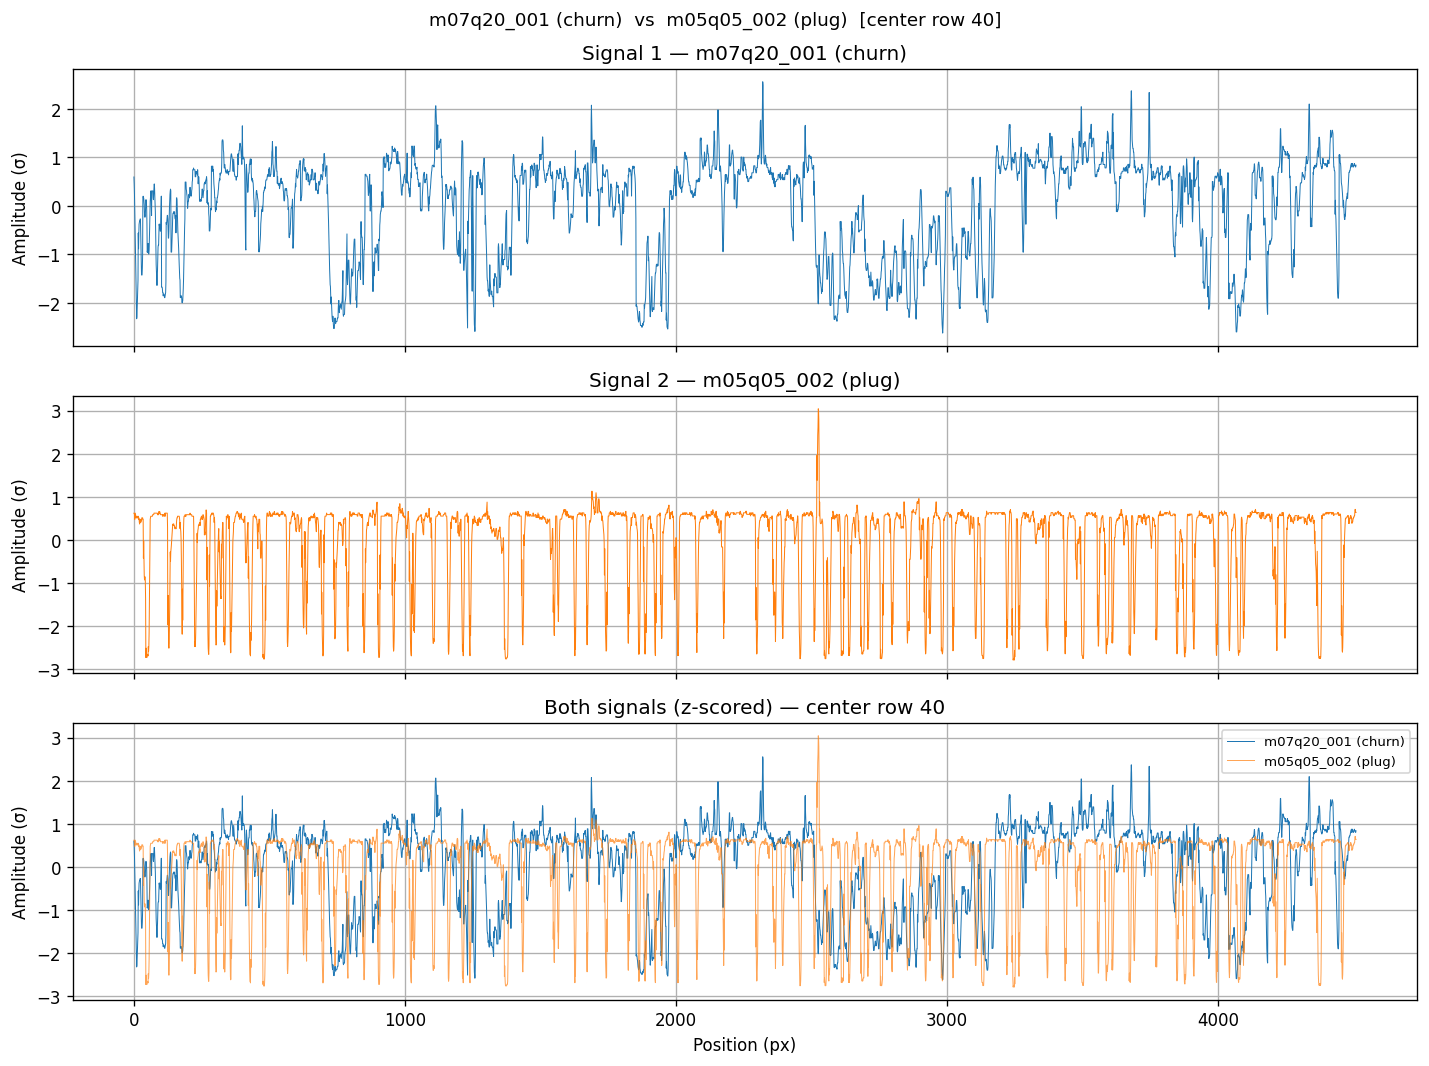 m07q20_001 (churn)  vs  m05q05_002 (plug)  [center row 40]
Signal 1 — m07q20_001 (churn)
Amplitude (σ)
2
1
0
−1
−2
Signal 2 — m05q05_002 (plug)
Amplitude (σ)
3
2
1
0
−1
−2
−3
Both signals (z-scored) — center row 40
Amplitude (σ)
3
2
1
0
−1
−2
−3
m07q20_001 (churn)
m05q05_002 (plug)
0 1000 2000 3000 4000
Position (px)